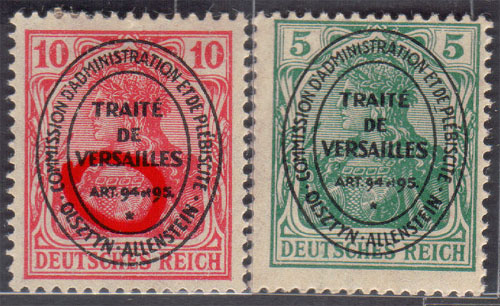 10 10
COMMISSION D'ADMINISTRATION ET DE PLÉBISCITE
OLSZTYN - ALLENSTEIN
TRAITÉ
DE
VERSAILLES
ART. 94 et 95.
*
DEUTSCHES REICH
5 5
COMMISSION D'ADMINISTRATION ET DE PLÉBISCITE
OLSZTYN - ALLENSTEIN
TRAITÉ
DE
VERSAILLES
ART. 94 et 95.
*
DEUTSCHES REICH